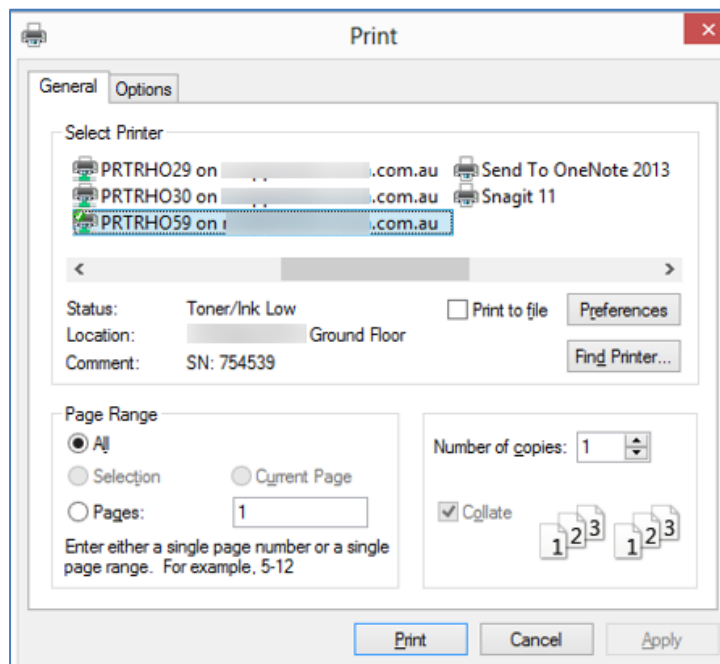 Print
General Options
Select Printer
PRTRHO29 on .com.au Send To OneNote 2013
PRTRHO30 on .com.au Snagit 11
PRTRHO59 on .com.au
Status: Toner/Ink Low Print to file Preferences
Location: Ground Floor
Comment: SN: 754539 Find Printer...
Page Range
All Number of copies: 1
Selection Current Page
Pages: 1 Collate
1 2 3 1 2 3
Enter either a single page number or a single
page range. For example, 5-12
Print Cancel Apply